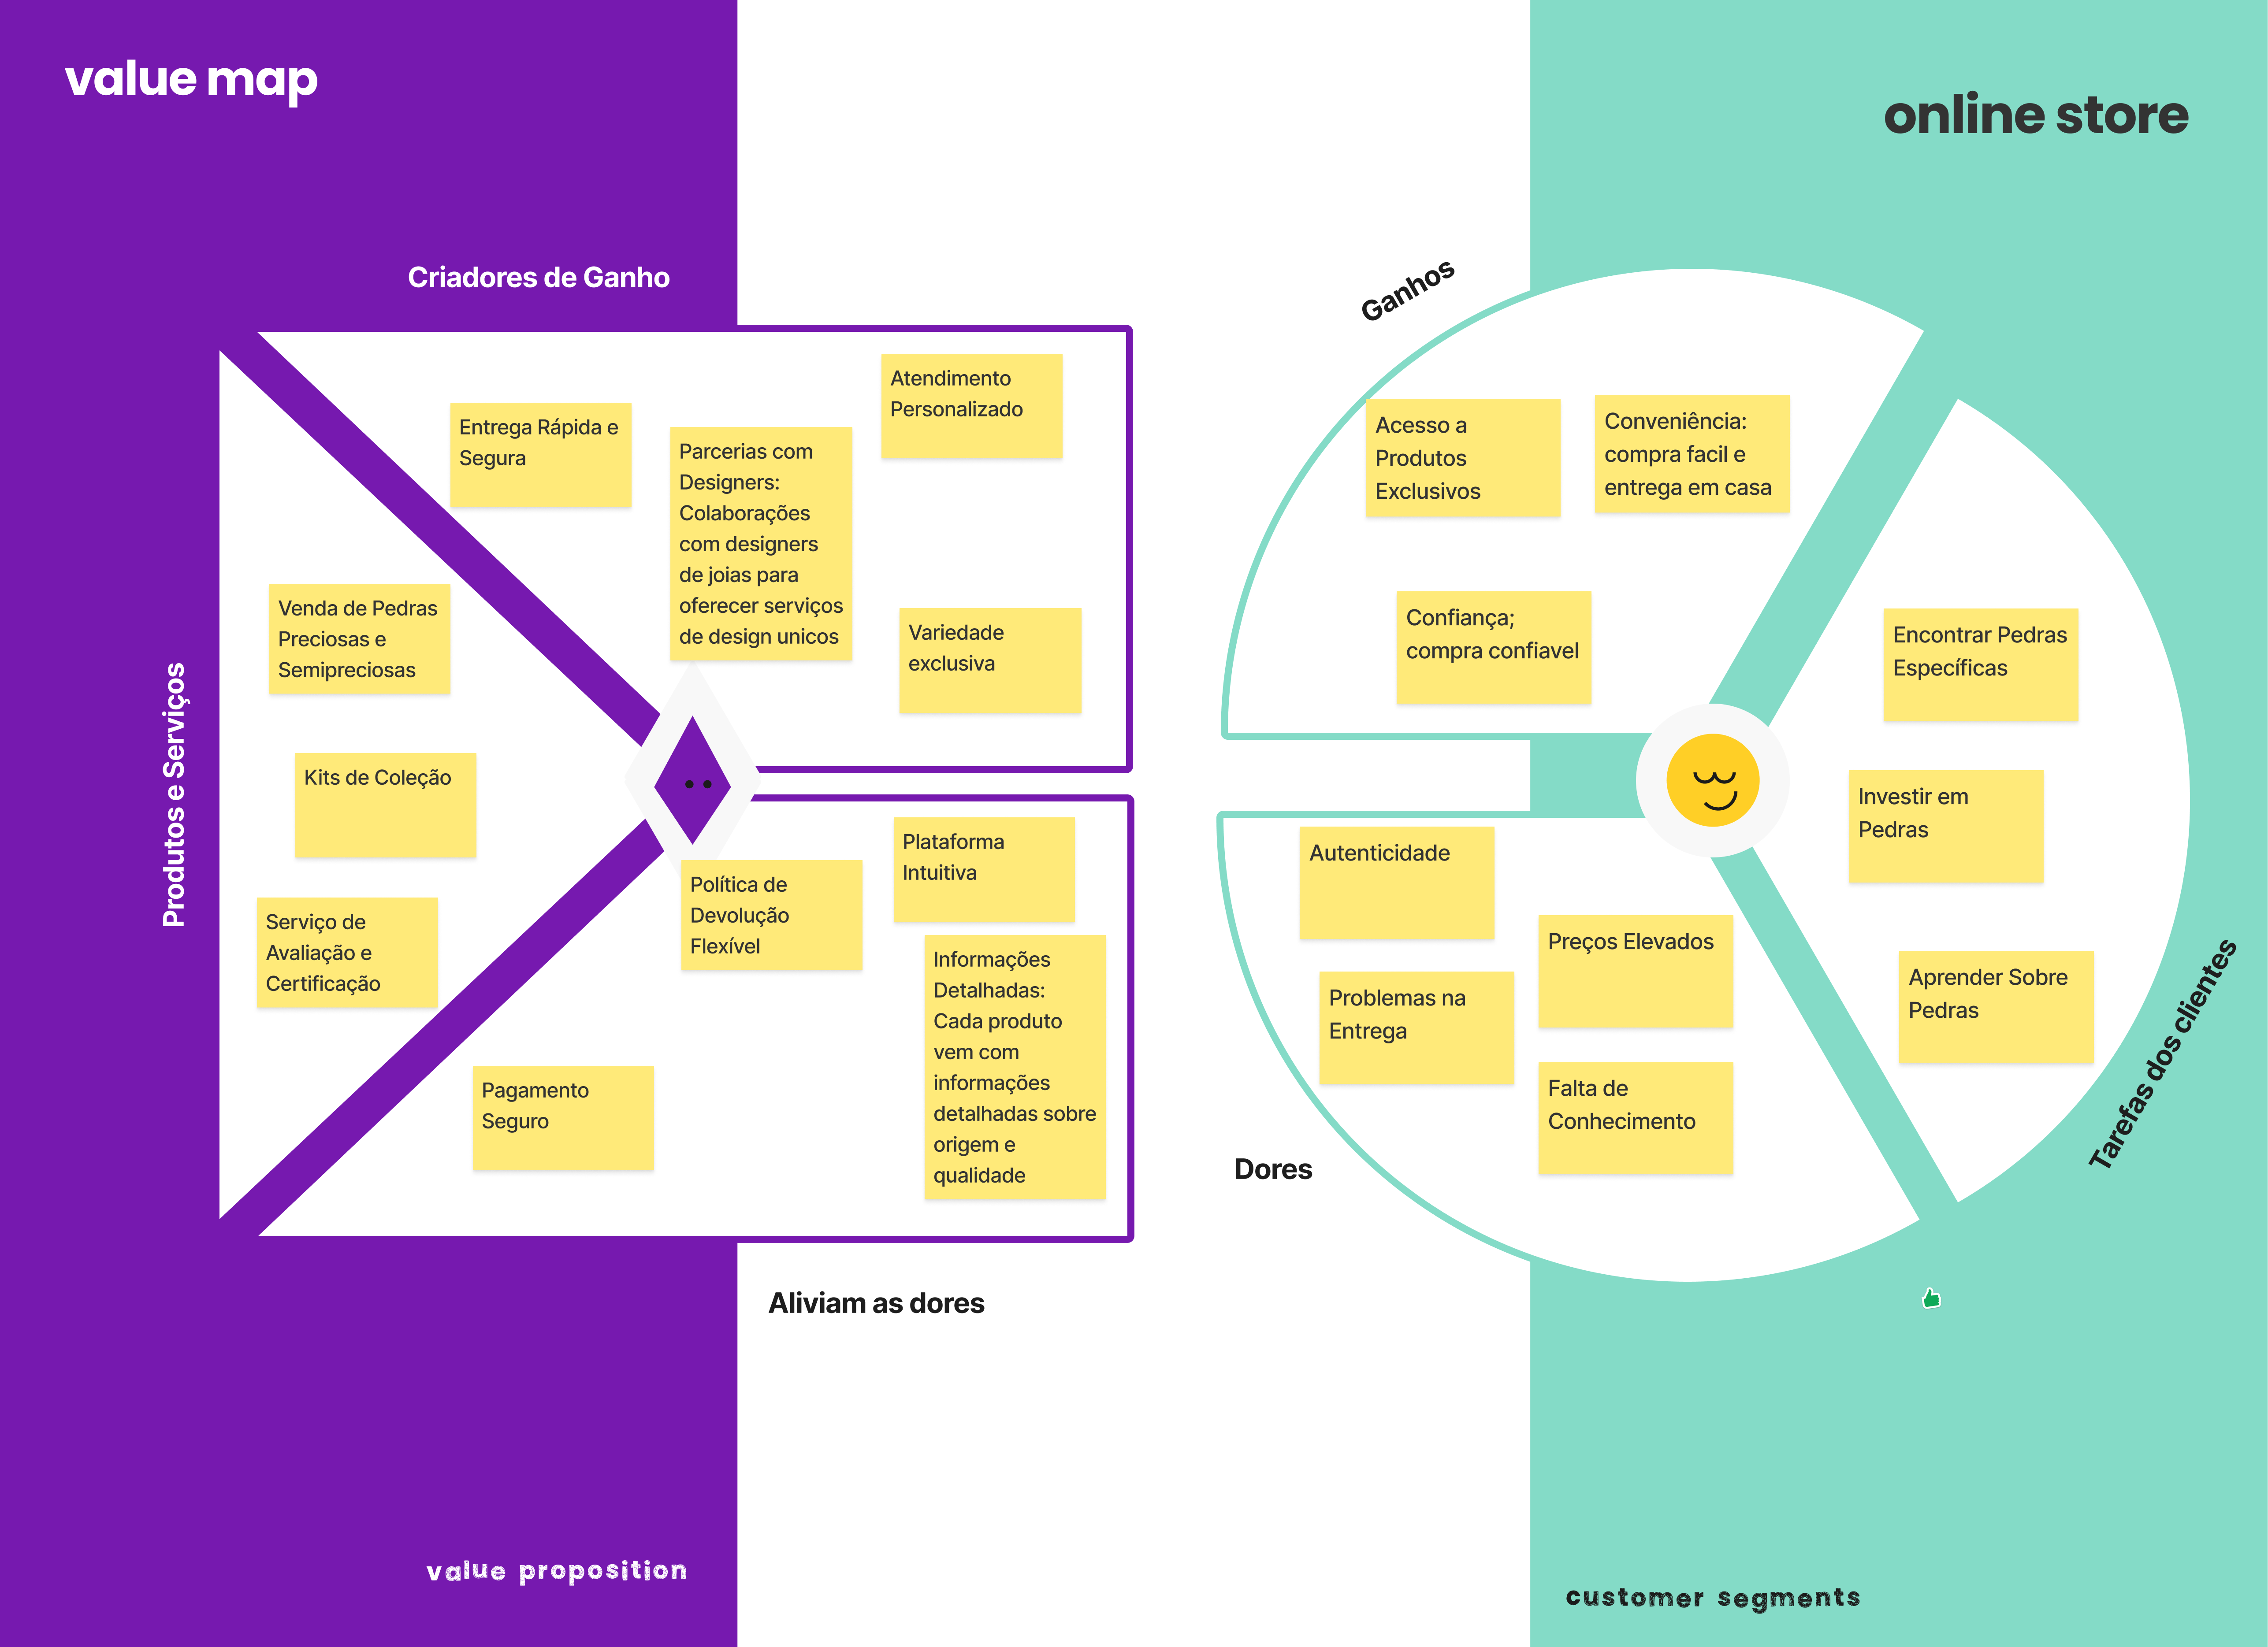 value map
online store
Criadores de Ganho
Entrega Rápida e
Segura
Parcerias com
Designers:
Colaborações
com designers
de joias para
oferecer serviços
de design unicos
Atendimento
Personalizado
Variedade
exclusiva
Produtos e Serviços
Venda de Pedras
Preciosas e
Semipreciosas
Kits de Coleção
Serviço de
Avaliação e
Certificação
Política de
Devolução
Flexível
Plataforma
Intuitiva
Informações
Detalhadas:
Cada produto
vem com
informações
detalhadas sobre
origem e
qualidade
Pagamento
Seguro
Aliviam as dores
value proposition
Ganhos
Acesso a
Produtos
Exclusivos
Conveniência:
compra facil e
entrega em casa
Confiança;
compra confiavel
Encontrar Pedras
Específicas
Investir em
Pedras
Aprender Sobre
Pedras
Tarefas dos clientes
Autenticidade
Preços Elevados
Problemas na
Entrega
Falta de
Conhecimento
Dores
customer segments